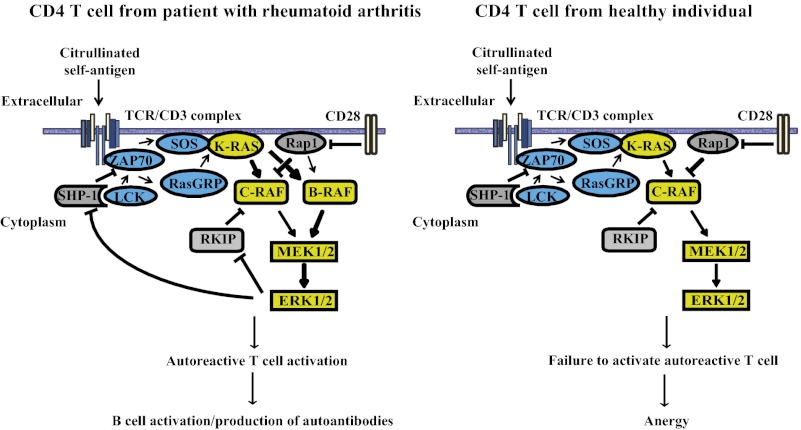 CD4 T cell from patient with rheumatoid arthritis
Citrullinated
self-antigen
Extracellular
TCR/CD3 complex
CD28
SOS
K-RAS
Rap1
ZAP70
RasGRP
C-RAF
B-RAF
SHP-1
LCK
Cytoplasm
RKIP
MEK1/2
ERK1/2
Autoreactive T cell activation
B cell activation/production of autoantibodies
CD4 T cell from healthy individual
Citrullinated
self-antigen
Extracellular
TCR/CD3 complex
CD28
SOS
K-RAS
Rap1
ZAP70
RasGRP
C-RAF
SHP-1
LCK
Cytoplasm
RKIP
MEK1/2
ERK1/2
Failure to activate autoreactive T cell
Anergy